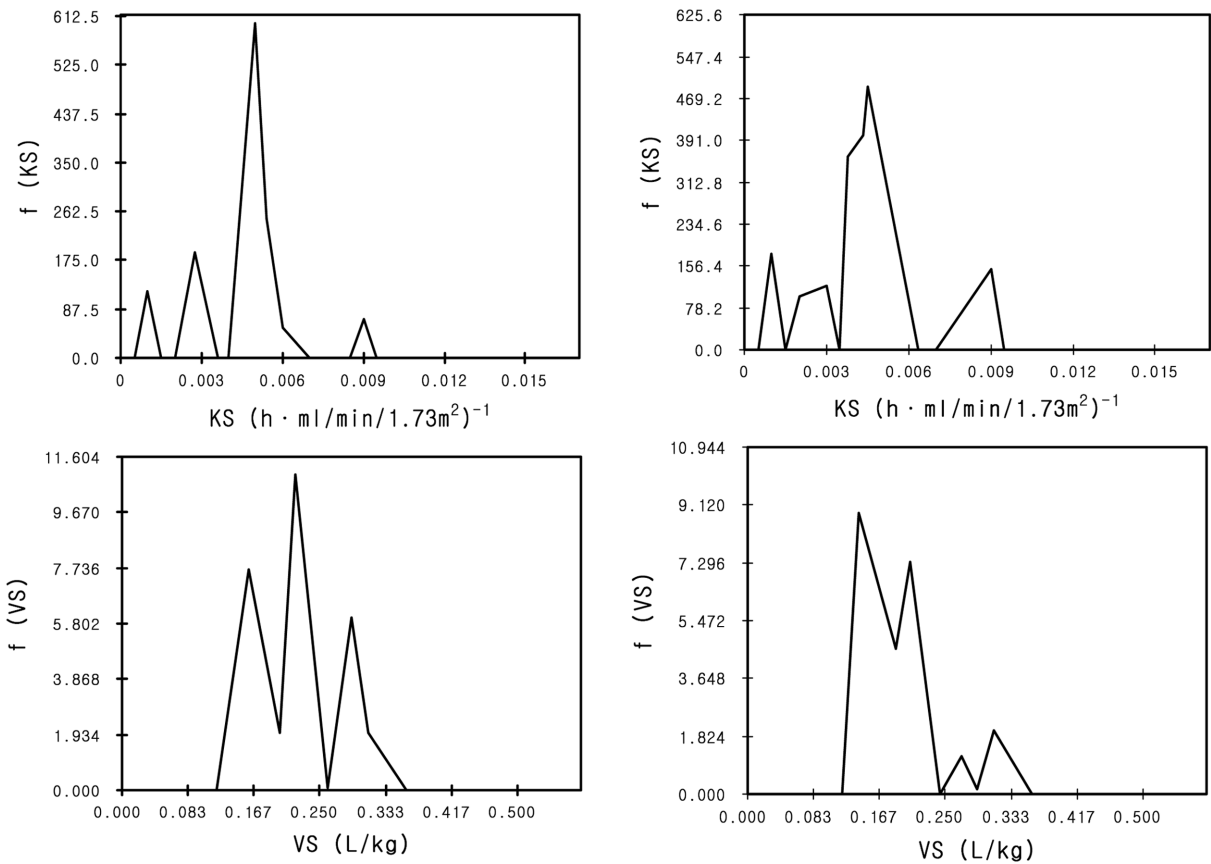 612.5
525.0
437.5
350.0
262.5
175.0
87.5
0.0
f (KS)
0 0.003 0.006 0.009 0.012 0.015
KS (h · ml/min/1.73m²)⁻¹
625.6
547.4
469.2
391.0
312.8
234.6
156.4
78.2
0.0
f (KS)
0 0.003 0.006 0.009 0.012 0.015
KS (h · ml/min/1.73m²)⁻¹
11.604
9.670
7.736
5.802
3.868
1.934
0.000
f (VS)
0.000 0.083 0.167 0.250 0.333 0.417 0.500
VS (L/kg)
10.944
9.120
7.296
5.472
3.648
1.824
0.000
f (VS)
0.000 0.083 0.167 0.250 0.333 0.417 0.500
VS (L/kg)